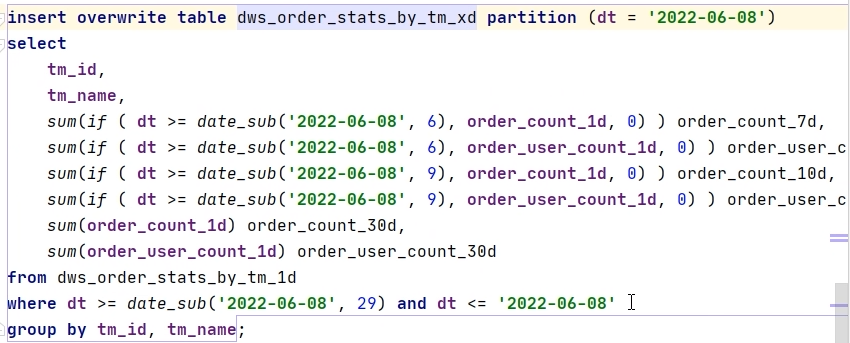 insert overwrite table dws_order_stats_by_tm_xd partition (dt = '2022-06-08')
select
    tm_id,
    tm_name,
    sum(if ( dt >= date_sub('2022-06-08', 6), order_count_1d, 0) ) order_count_7d,
    sum(if ( dt >= date_sub('2022-06-08', 6), order_user_count_1d, 0) ) order_user_c
    sum(if ( dt >= date_sub('2022-06-08', 9), order_count_1d, 0) ) order_count_10d,
    sum(if ( dt >= date_sub('2022-06-08', 9), order_user_count_1d, 0) ) order_user_c
    sum(order_count_1d) order_count_30d,
    sum(order_user_count_1d) order_user_count_30d
from dws_order_stats_by_tm_1d
where dt >= date_sub('2022-06-08', 29) and dt <= '2022-06-08'
group by tm_id, tm_name;